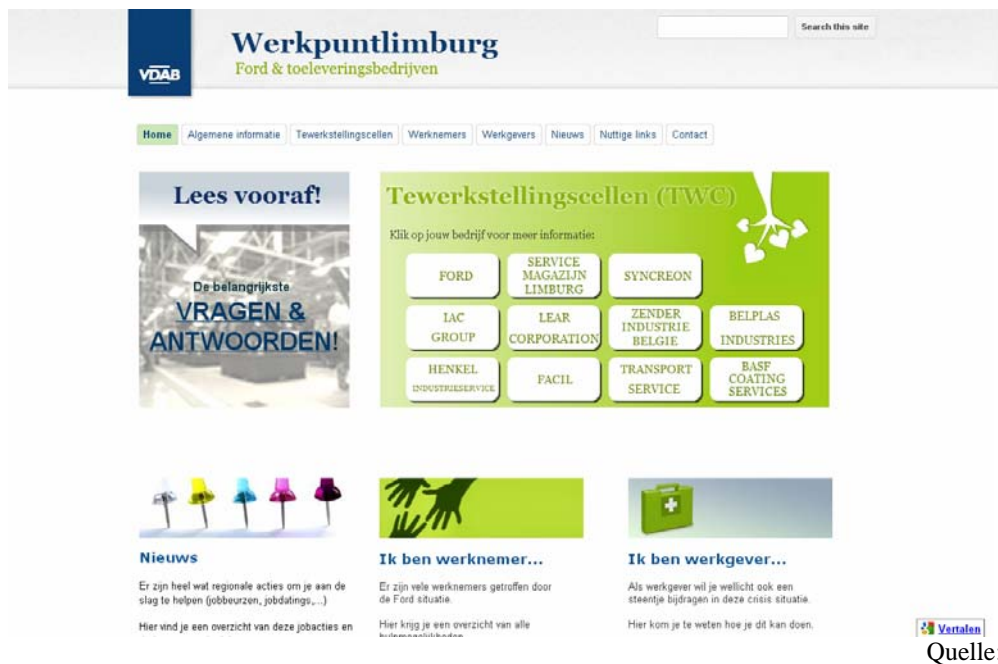 VDAB
Werkpuntlimburg
Ford & toeleveringsbedrijven
Search this site
Home
Algemene informatie
Tewerkstellingscellen
Werknemers
Werkgevers
Nieuws
Nuttige links
Contact
Lees vooraf!
De belangrijkste
VRAGEN &
ANTWOORDEN!
Tewerkstellingscellen (TWC)
Klik op jouw bedrijf voor meer informatie:
FORD
SERVICE
MAGAZIJN
LIMBURG
SYNCREON
IAC
GROUP
LEAR
CORPORATION
ZENDER
INDUSTRIE
BELGIE
BELPLAS
INDUSTRIES
HENKEL
INDUSTRIESERVICE
FACIL
TRANSPORT
SERVICE
BASF
COATING
SERVICES
Nieuws
Er zijn heel wat regionale acties om je aan de
slag te helpen (jobbeurzen, jobdatings,...)
Hier vind je een overzicht van deze jobacties en
Ik ben werknemer...
Er zijn vele werknemers getroffen door
de Ford situatie.
Hier krijg je een overzicht van alle
hulpmogelijkheden
Ik ben werkgever...
Als werkgever wil je wellicht ook een
steentje bijdragen in deze crisis situatie.
Hier kom je te weten hoe je dit kan doen.
Vertalen
Quelle: